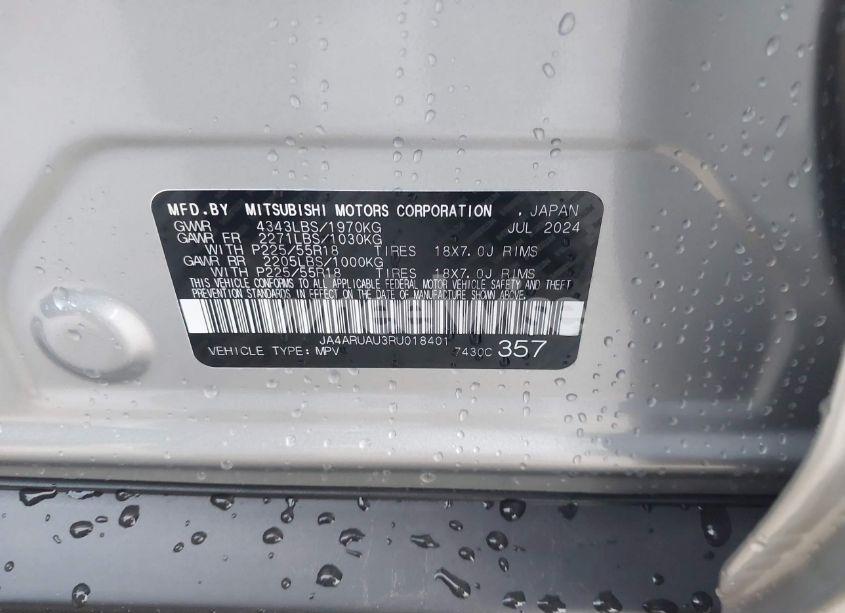 MFD.BY MITSUBISHI MOTORS CORPORATION , JAPAN
GVWR 4343LBS/1970KG JUL 2024
GAWR FR 2271LBS/1030KG
WITH P225/55R18 TIRES 18X7.0J RIMS
GAWR RR 2205LBS/1000KG
WITH P225/55R18 TIRES 18X7.0J RIMS
THIS VEHICLE CONFORMS TO ALL APPLICABLE FEDERAL MOTOR VEHICLE SAFETY AND THEFT
PREVENTION STANDARDS IN EFFECT ON THE DATE OF MANUFACTURE SHOWN ABOVE.
JA4ARUAU3RU018401
VEHICLE TYPE: MPV 7430C 357